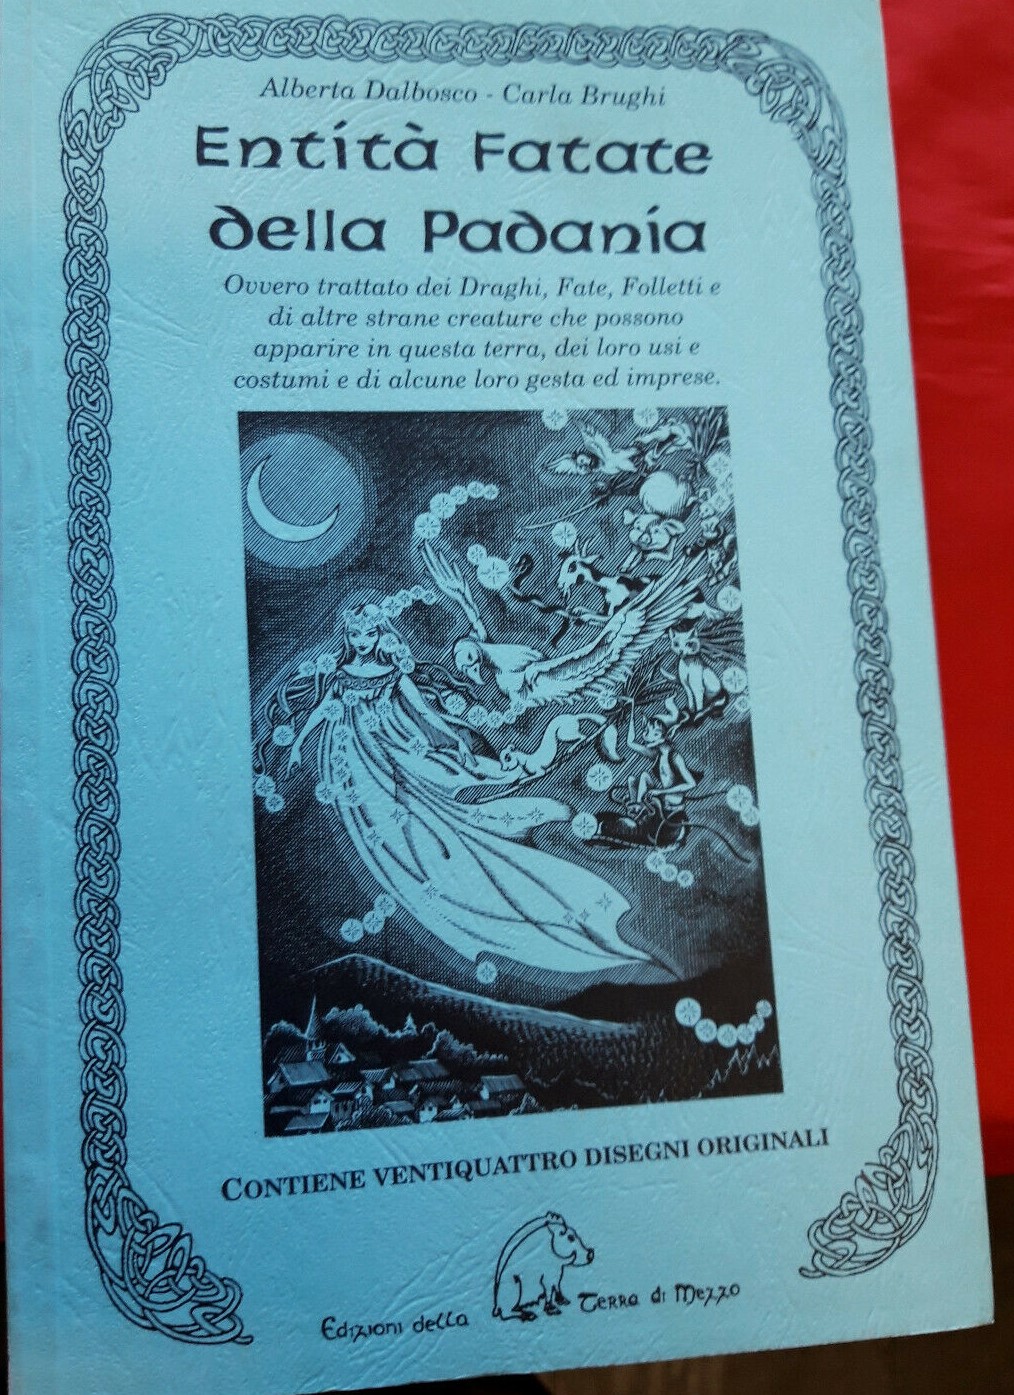 Alberta Dalbosco - Carla Brughi
Entità Fatate
della Padania
Ovvero trattato dei Draghi, Fate, Folletti e
di altre strane creature che possono
apparire in questa terra, dei loro usi e
costumi e di alcune loro gesta ed imprese.
CONTIENE VENTIQUATTRO DISEGNI ORIGINALI
Edizioni della Terra di Mezzo